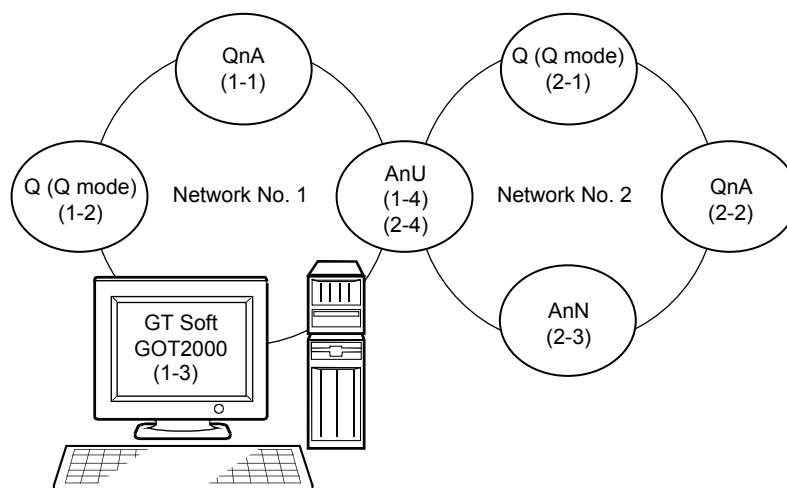 QnA
(1-1)
Q (Q mode)
(2-1)
Q (Q mode)
(1-2)
Network No. 1
AnU
(1-4)
(2-4)
Network No. 2
QnA
(2-2)
GT Soft
GOT2000
(1-3)
AnN
(2-3)